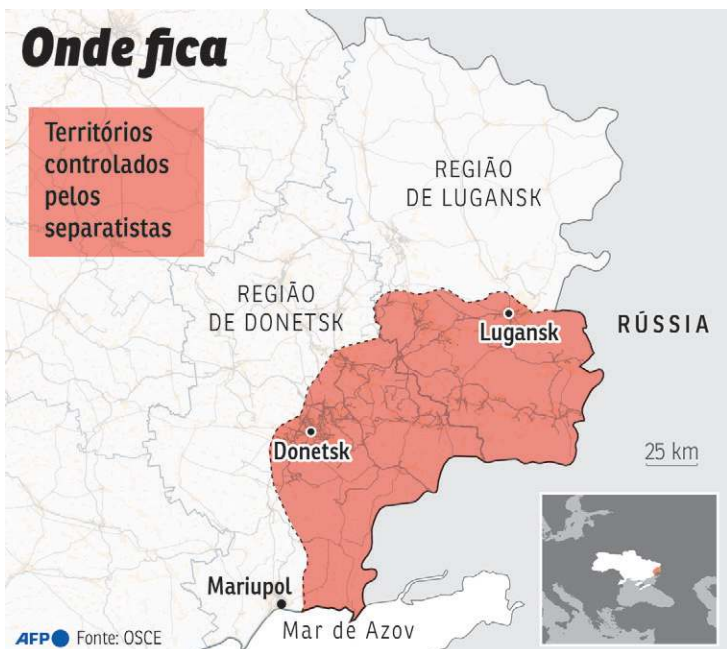 Onde fica
Territórios
controlados
pelos
separatistas
REGIÃO
DE LUGANSK
REGIÃO
DE DONETSK
Lugansk
RÚSSIA
Donetsk
25 km
Mariupol
Mar de Azov
AFP Fonte: OSCE